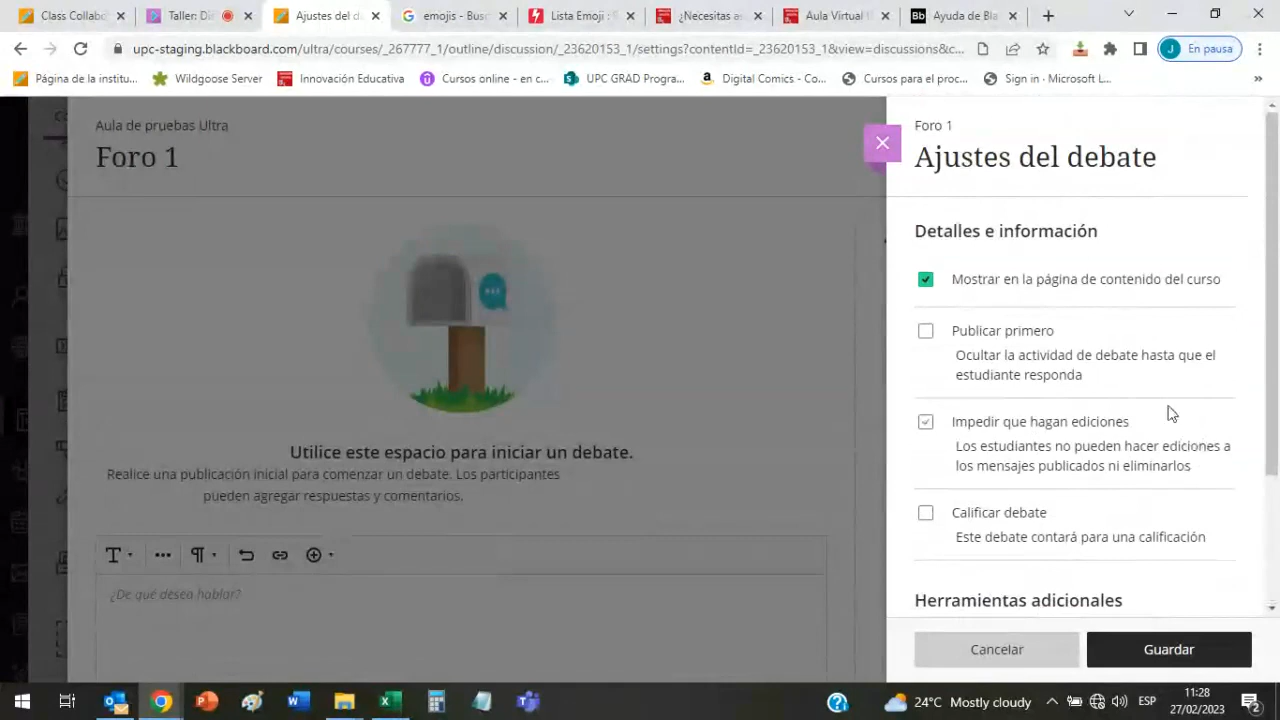 Class Collabo
Taller: Di
Ajustes del d
emojis - Bus
Lista Emoji
¿Necesitas a
Aula Virtual
Ayuda de Bla
upc-staging.blackboard.com/ultra/courses/_267777_1/outline/discussion/_23620153_1/settings?contentId=_23620153_1&view=discussions&c...
J En pausa
Página de la institu...
Wildgoose Server
Innovación Educativa
Cursos online - en c...
UPC GRAD Progra...
Digital Comics - Co...
Cursos para el proc...
Sign in - Microsoft L...
Aula de pruebas Ultra
Foro 1
Utilice este espacio para iniciar un debate.
Realice una publicación inicial para comenzar un debate. Los participantes
pueden agregar respuestas y comentarios.
¿De qué desea hablar?
Foro 1
Ajustes del debate
Detalles e información
Mostrar en la página de contenido del curso
Publicar primero
Ocultar la actividad de debate hasta que el
estudiante responda
Impedir que hagan ediciones
Los estudiantes no pueden hacer ediciones a
los mensajes publicados ni eliminarlos
Calificar debate
Este debate contará para una calificación
Herramientas adicionales
Cancelar
Guardar
24°C Mostly cloudy
ESP
11:28
27/02/2023
2